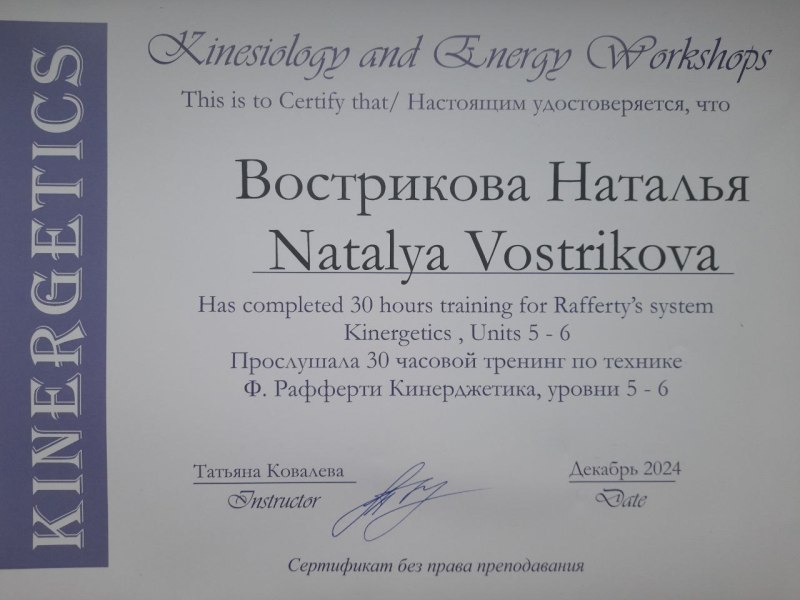 KINERGETICS
Kinesiology and Energy Workshops
This is to Certify that/ Настоящим удостоверяется, что
Вострикова Наталья
Natalya Vostrikova
Has completed 30 hours training for Rafferty's system
Kinergetics , Units 5 - 6
Прослушала 30 часовой тренинг по технике
Ф. Рафферти Кинерджетика, уровни 5 - 6
Татьяна Ковалева
Instructor
Декабрь 2024
Date
Сертификат без права преподавания